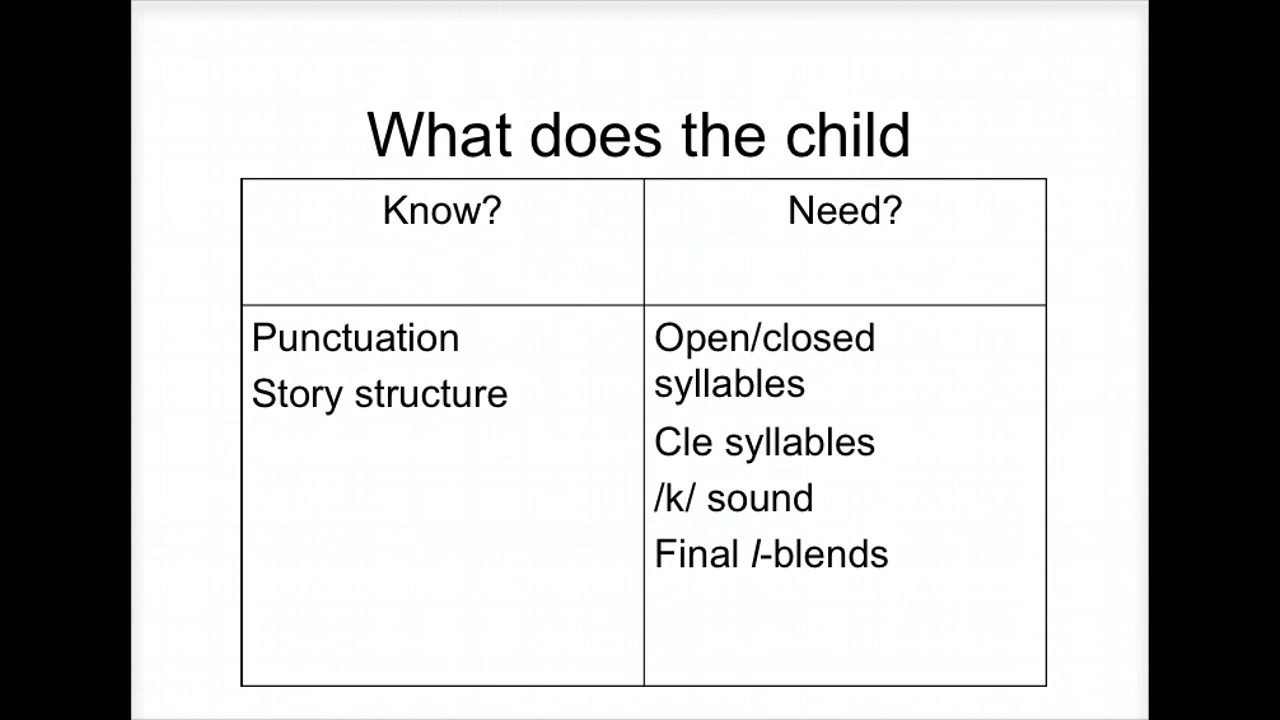 What does the child
Know?
Need?
Punctuation
Story structure
Open/closed
syllables
Cle syllables
/k/ sound
Final l-blends